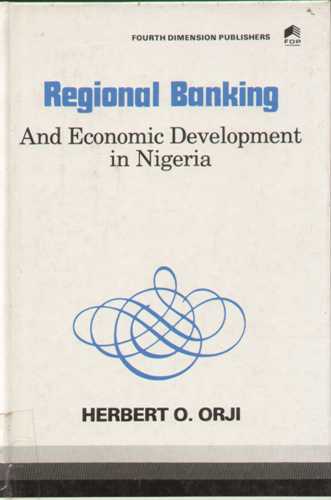 FOURTH DIMENSION PUBLISHERS
FDP
Regional Banking
And Economic Development
in Nigeria
HERBERT O. ORJI